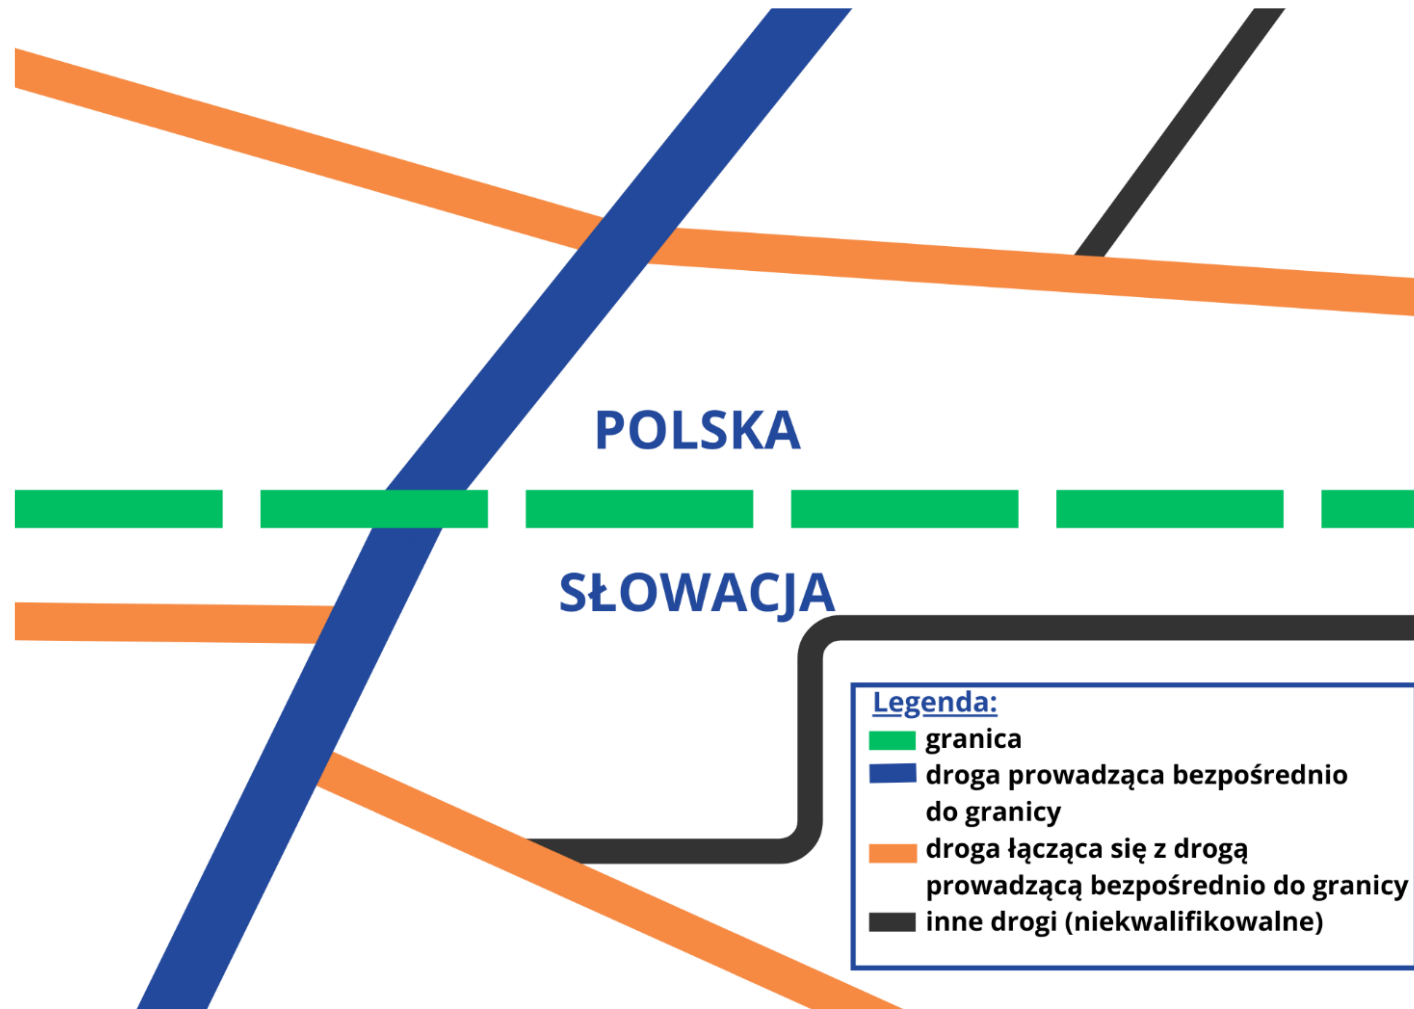 POLSKA
SŁOWACJA
Legenda:
granica
droga prowadząca bezpośrednio
do granicy
droga łącząca się z drogą
prowadzącą bezpośrednio do granicy
inne drogi (niekwalifikowalne)